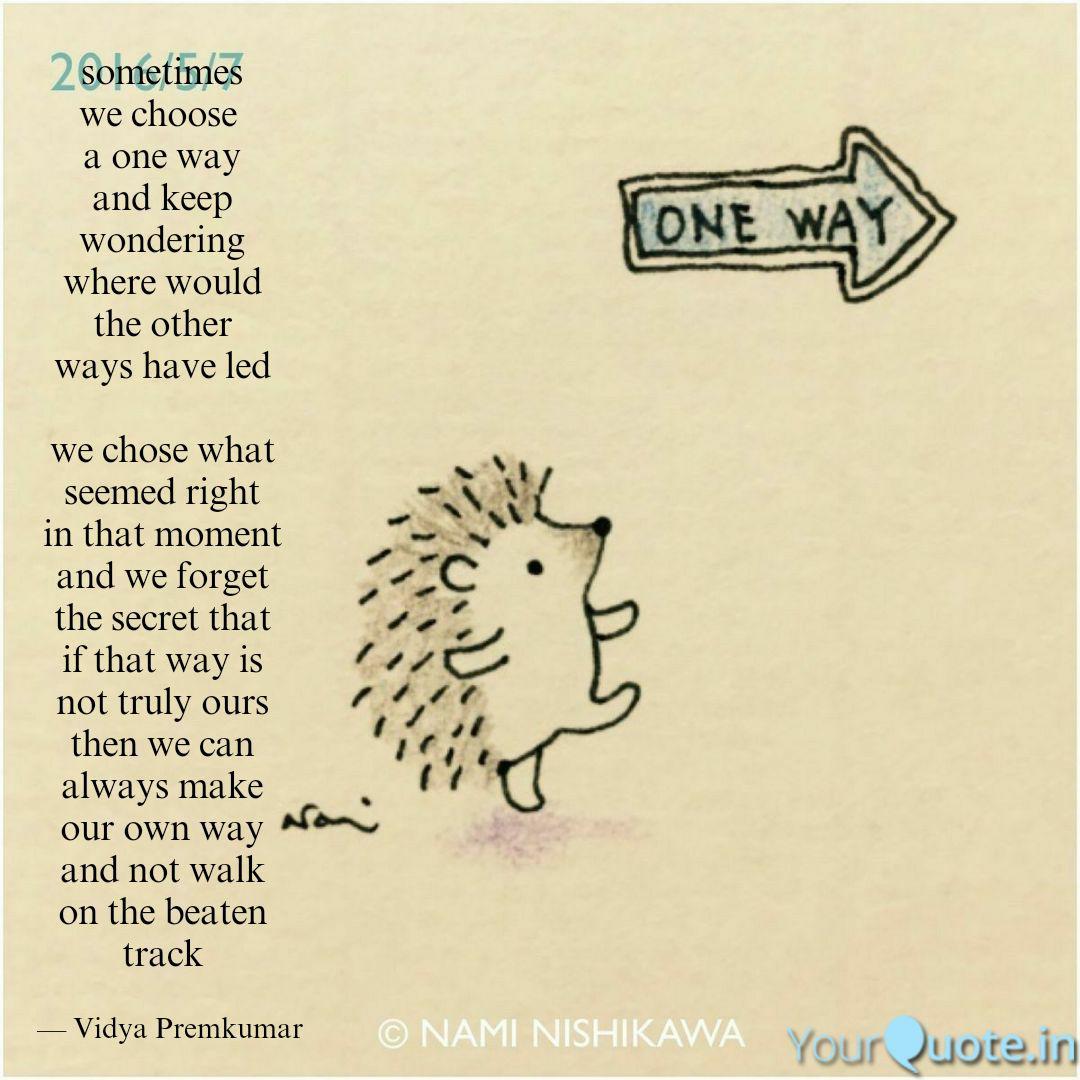 2016/5/7
sometimes
we choose
a one way
and keep
wondering
where would
the other
ways have led
we chose what
seemed right
in that moment
and we forget
the secret that
if that way is
not truly ours
then we can
always make
our own way
and not walk
on the beaten
track
— Vidya Premkumar
ONE WAY
Nami
© NAMI NISHIKAWA
YourQuote.in